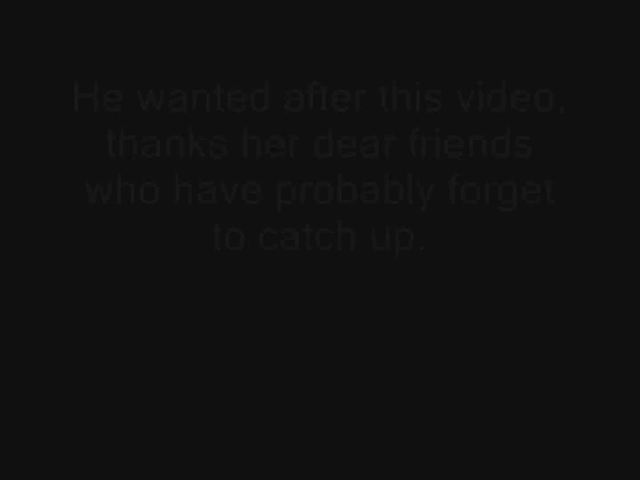 He wanted after this video,
thanks her dear friends
who have probably forget
to catch up.